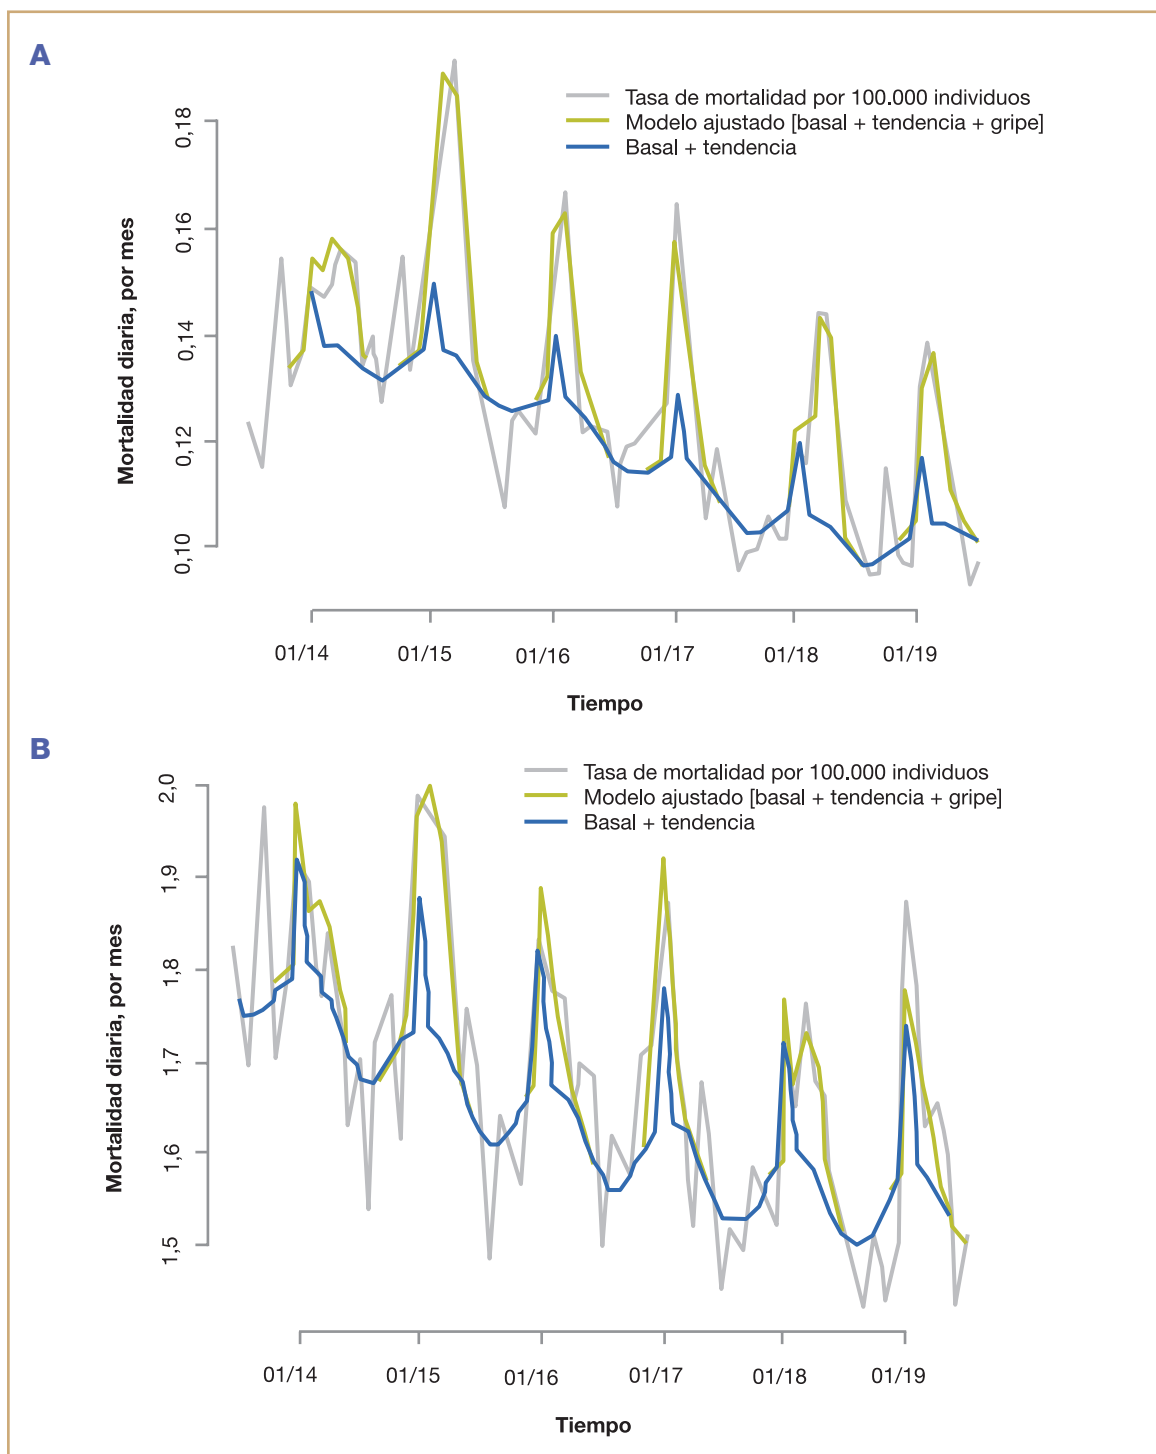 A
Tasa de mortalidad por 100.000 individuos
Modelo ajustado [basal + tendencia + gripe]
Basal + tendencia
Mortalidad diaria, por mes
0,18
0,16
0,14
0,12
0,10
01/14 01/15 01/16 01/17 01/18 01/19
Tiempo
B
Tasa de mortalidad por 100.000 individuos
Modelo ajustado [basal + tendencia + gripe]
Basal + tendencia
Mortalidad diaria, por mes
2,0
1,9
1,8
1,7
1,6
1,5
01/14 01/15 01/16 01/17 01/18 01/19
Tiempo